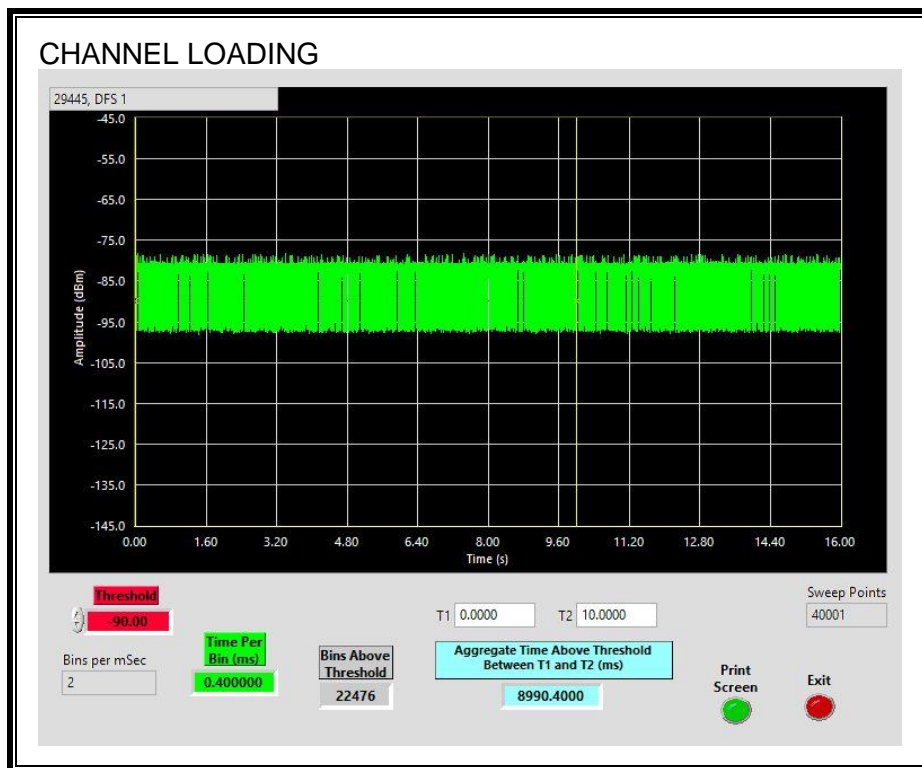 CHANNEL LOADING
29445, DFS 1
-45.0
-55.0
-65.0
-75.0
-85.0
-95.0
-105.0
-115.0
-125.0
-135.0
-145.0
Amplitude (dBm)
0.00 1.60 3.20 4.80 6.40 8.00 9.60 11.20 12.80 14.40 16.00
Time (s)
Threshold
-90.00
Bins per mSec
2
Time Per
Bin (ms)
0.400000
Bins Above
Threshold
22476
T1 0.0000 T2 10.0000
Aggregate Time Above Threshold
Between T1 and T2 (ms)
8990.4000
Sweep Points
40001
Print
Screen
Exit